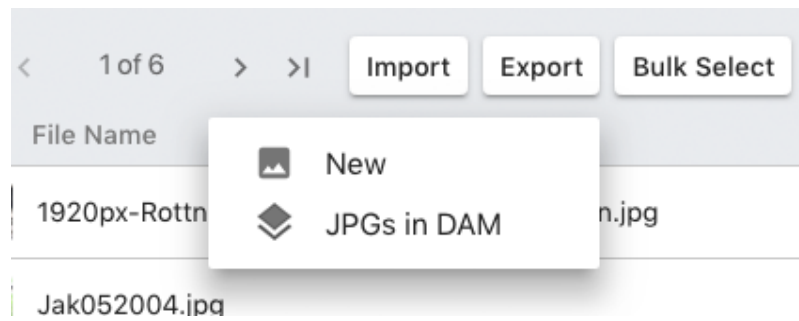 1 of 6 Import Export Bulk Select
File Name
New
1920px-Rottn n.jpg
JPGs in DAM
Jak052004.jpg